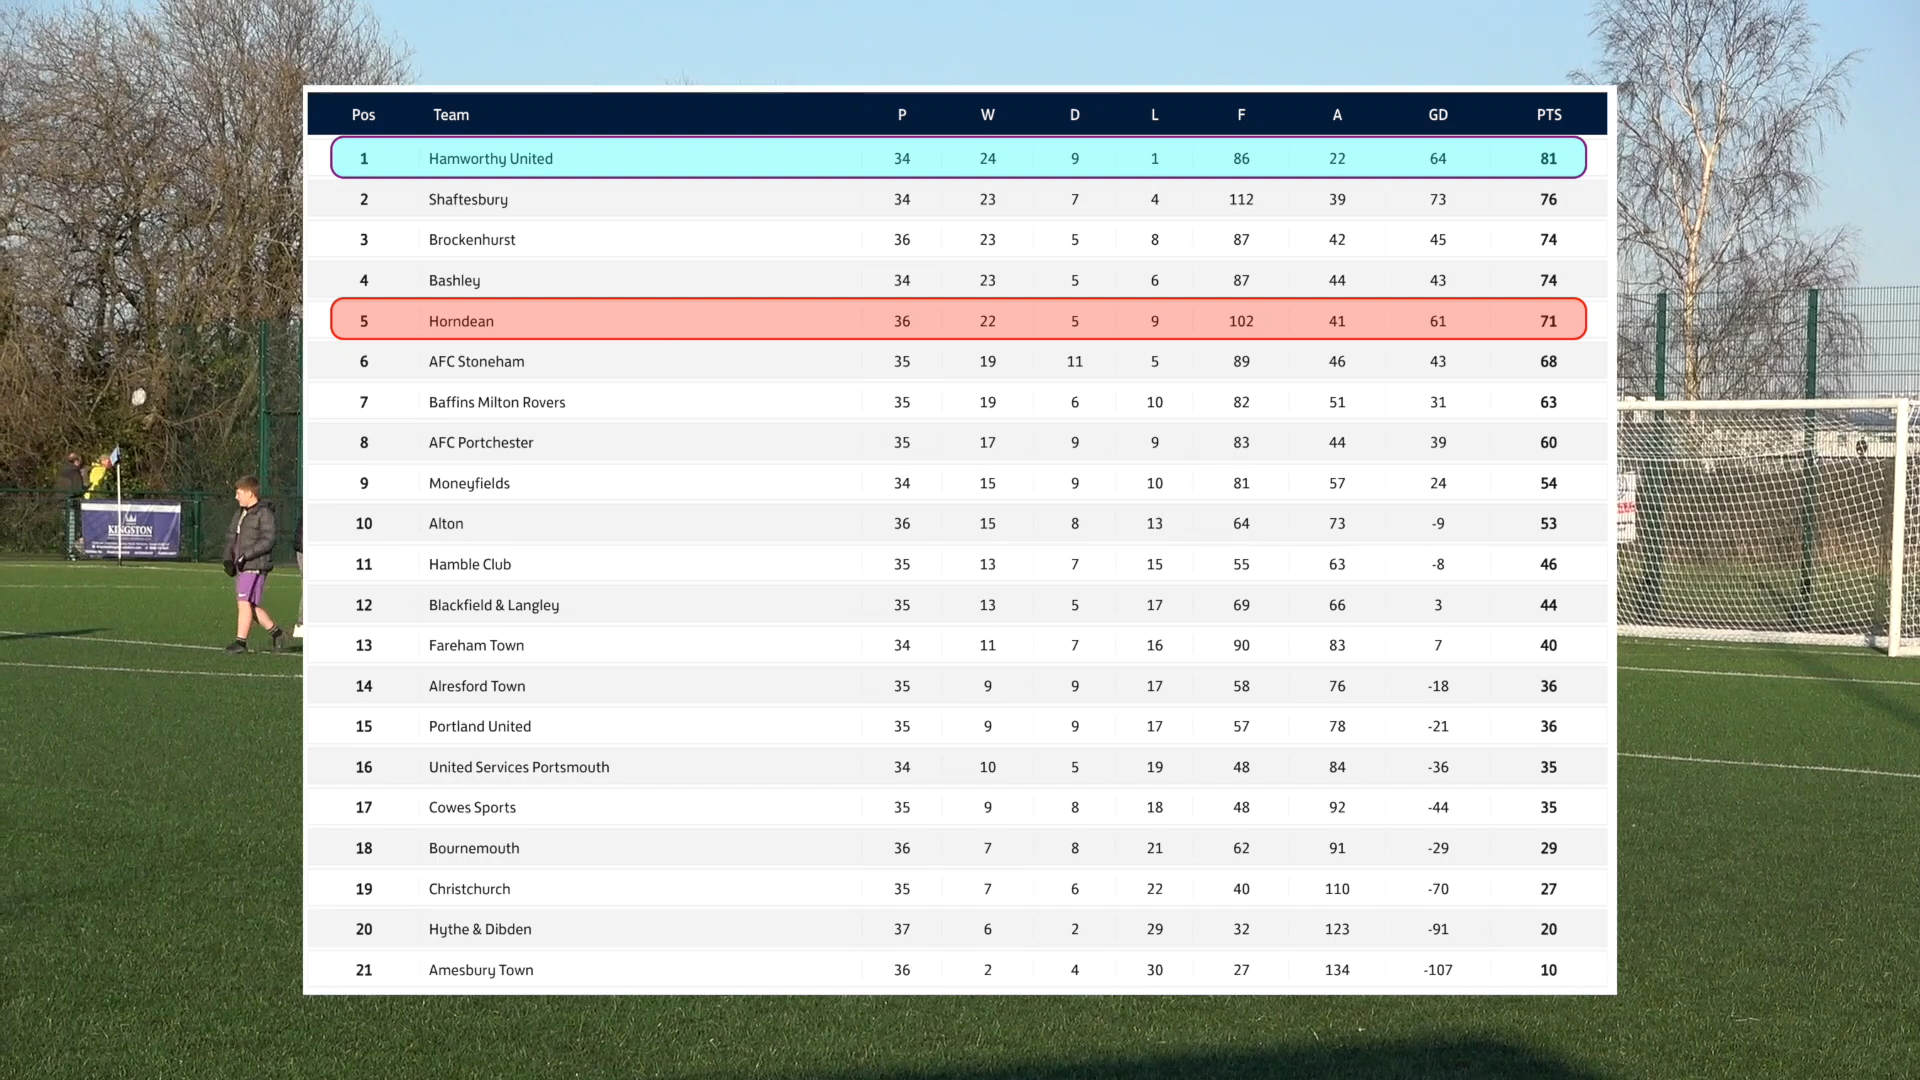 Pos Team P W D L F A GD PTS
1 Hamworthy United 34 24 9 1 86 22 64 81
2 Shaftesbury 34 23 7 4 112 39 73 76
3 Brockenhurst 36 23 5 8 87 42 45 74
4 Bashley 34 23 5 6 87 44 43 74
5 Horndean 36 22 5 9 102 41 61 71
6 AFC Stoneham 35 19 11 5 89 46 43 68
7 Baffins Milton Rovers 35 19 6 10 82 51 31 63
8 AFC Portchester 35 17 9 9 83 44 39 60
9 Moneyfields 34 15 9 10 81 57 24 54
10 Alton 36 15 8 13 64 73 -9 53
11 Hamble Club 35 13 7 15 55 63 -8 46
12 Blackfield & Langley 35 13 5 17 69 66 3 44
13 Fareham Town 34 11 7 16 90 83 7 40
14 Alresford Town 35 9 9 17 58 76 -18 36
15 Portland United 35 9 9 17 57 78 -21 36
16 United Services Portsmouth 34 10 5 19 48 84 -36 35
17 Cowes Sports 35 9 8 18 48 92 -44 35
18 Bournemouth 36 7 8 21 62 91 -29 29
19 Christchurch 35 7 6 22 40 110 -70 27
20 Hythe & Dibden 37 6 2 29 32 123 -91 20
21 Amesbury Town 36 2 4 30 27 134 -107 10
KINGSTON